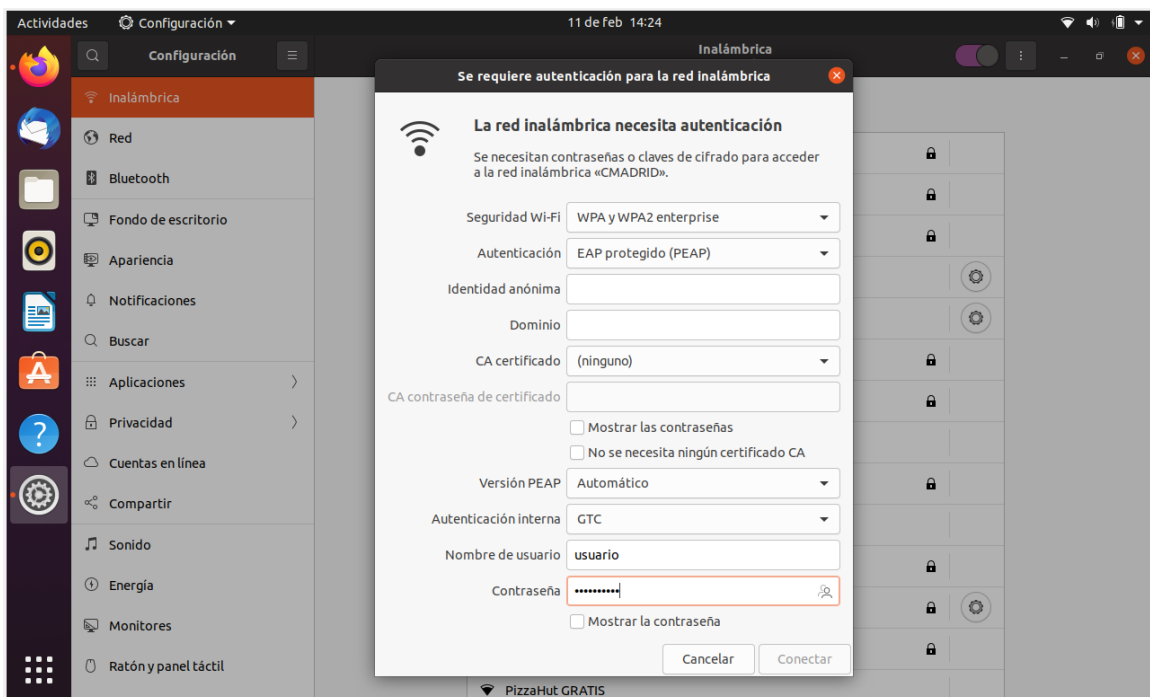 Actividades
Configuración
11 de feb 14:24
Configuración
Inalámbrica
Inalámbrica
Red
Bluetooth
Fondo de escritorio
Apariencia
Notificaciones
Buscar
Aplicaciones
Privacidad
Cuentas en línea
Compartir
Sonido
Energía
Monitores
Ratón y panel táctil
Se requiere autenticación para la red inalámbrica
La red inalámbrica necesita autenticación
Se necesitan contraseñas o claves de cifrado para acceder
a la red inalámbrica «CMADRID».
Seguridad Wi-Fi WPA y WPA2 enterprise
Autenticación EAP protegido (PEAP)
Identidad anónima
Dominio
CA certificado (ninguno)
CA contraseña de certificado
Mostrar las contraseñas
No se necesita ningún certificado CA
Versión PEAP Automático
Autenticación interna GTC
Nombre de usuario usuario
Contraseña ••••••••••
Mostrar la contraseña
Cancelar Conectar
PizzaHut GRATIS